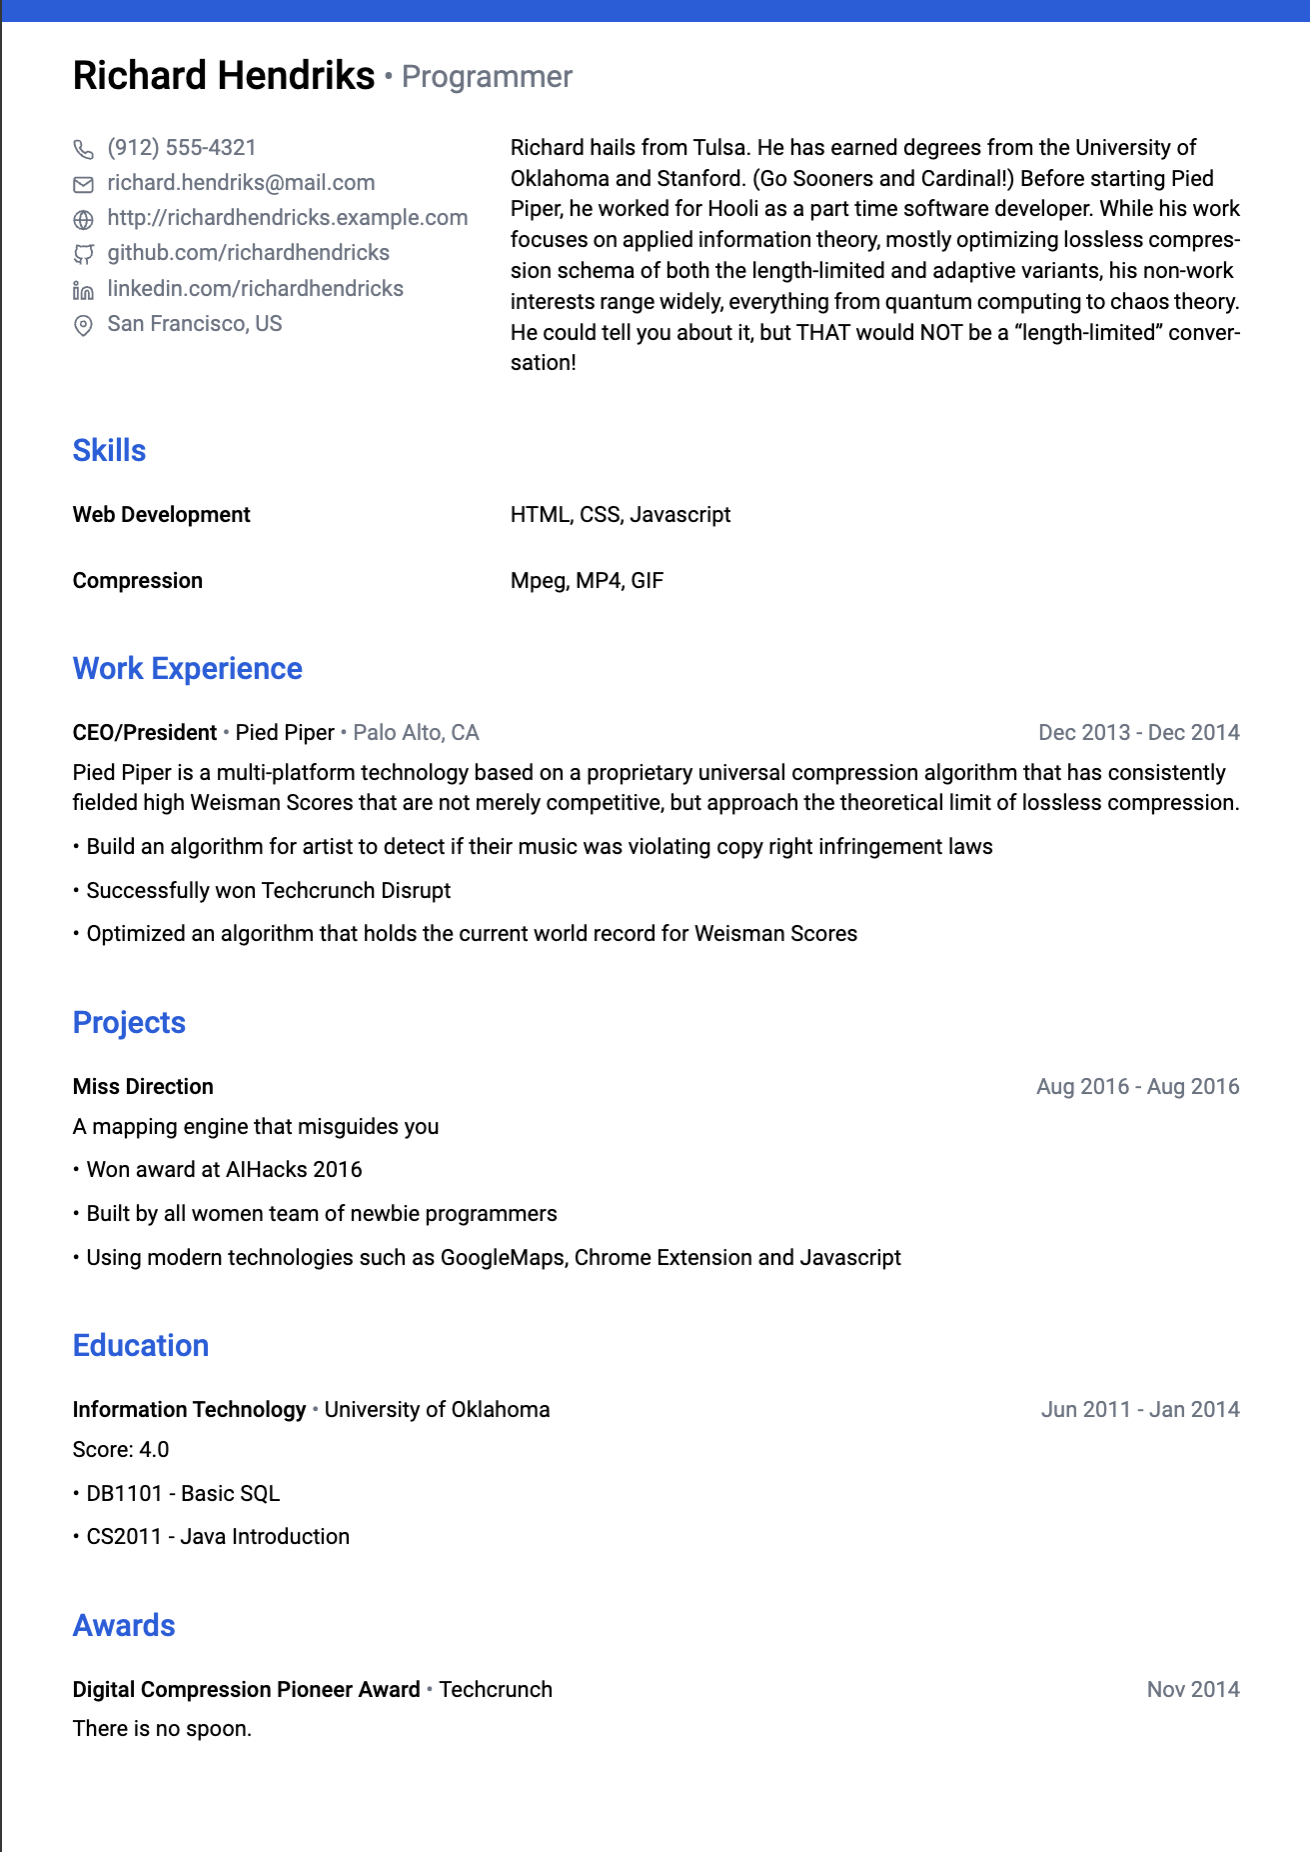 Richard Hendriks • Programmer
(912) 555-4321
richard.hendriks@mail.com
http://richardhendricks.example.com
github.com/richardhendricks
linkedin.com/richardhendricks
San Francisco, US
Richard hails from Tulsa. He has earned degrees from the University of
Oklahoma and Stanford. (Go Sooners and Cardinal!) Before starting Pied
Piper, he worked for Hooli as a part time software developer. While his work
focuses on applied information theory, mostly optimizing lossless compres-
sion schema of both the length-limited and adaptive variants, his non-work
interests range widely, everything from quantum computing to chaos theory.
He could tell you about it, but THAT would NOT be a “length-limited” conver-
sation!
Skills
Web Development HTML, CSS, Javascript
Compression Mpeg, MP4, GIF
Work Experience
CEO/President • Pied Piper • Palo Alto, CA Dec 2013 - Dec 2014
Pied Piper is a multi-platform technology based on a proprietary universal compression algorithm that has consistently
fielded high Weisman Scores that are not merely competitive, but approach the theoretical limit of lossless compression.
• Build an algorithm for artist to detect if their music was violating copy right infringement laws
• Successfully won Techcrunch Disrupt
• Optimized an algorithm that holds the current world record for Weisman Scores
Projects
Miss Direction Aug 2016 - Aug 2016
A mapping engine that misguides you
• Won award at AIHacks 2016
• Built by all women team of newbie programmers
• Using modern technologies such as GoogleMaps, Chrome Extension and Javascript
Education
Information Technology • University of Oklahoma Jun 2011 - Jan 2014
Score: 4.0
• DB1101 - Basic SQL
• CS2011 - Java Introduction
Awards
Digital Compression Pioneer Award • Techcrunch Nov 2014
There is no spoon.